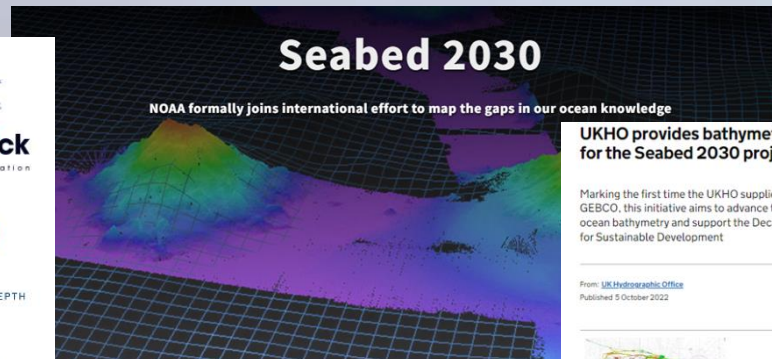 Seabed 2030
NOAA formally joins international effort to map the gaps in our ocean knowledge
ck
ation
EPTH
UKHO provides bathyme
for the Seabed 2030 proj
Marking the first time the UKHO supplie
GEBCO, this initiative aims to advance t
ocean bathymetry and support the Dec
for Sustainable Development
From: UK Hydrographic Office
Published 5 October 2022